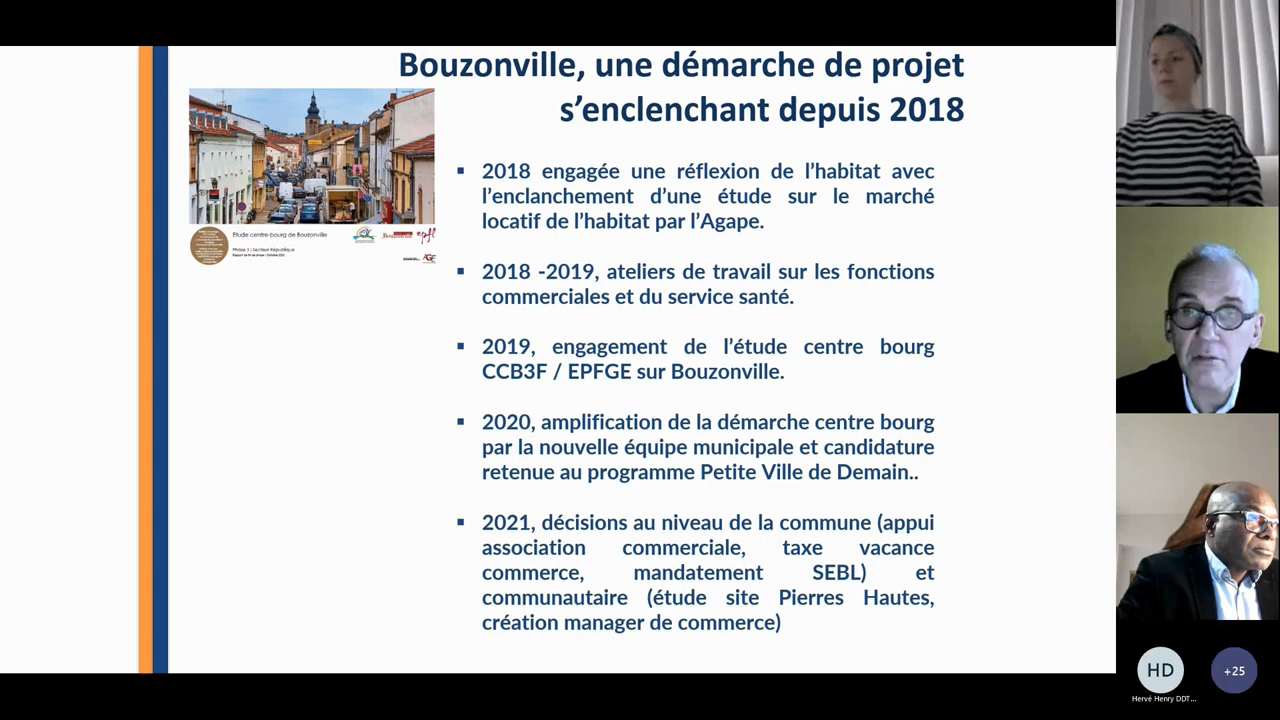 Bouzonville, une démarche de projet
s’enclenchant depuis 2018
Etude centre-bourg de Bouzonville
▪ 2018 engagée une réflexion de l’habitat avec
l’enclanchement d’une étude sur le marché
locatif de l’habitat par l’Agape.
▪ 2018 -2019, ateliers de travail sur les fonctions
commerciales et du service santé.
▪ 2019, engagement de l’étude centre bourg
CCB3F / EPFGE sur Bouzonville.
▪ 2020, amplification de la démarche centre bourg
par la nouvelle équipe municipale et candidature
retenue au programme Petite Ville de Demain..
▪ 2021, décisions au niveau de la commune (appui
association commerciale, taxe vacance
commerce, mandatement SEBL) et
communautaire (étude site Pierres Hautes,
création manager de commerce)
HD
+25
Hervé Henry DDT...